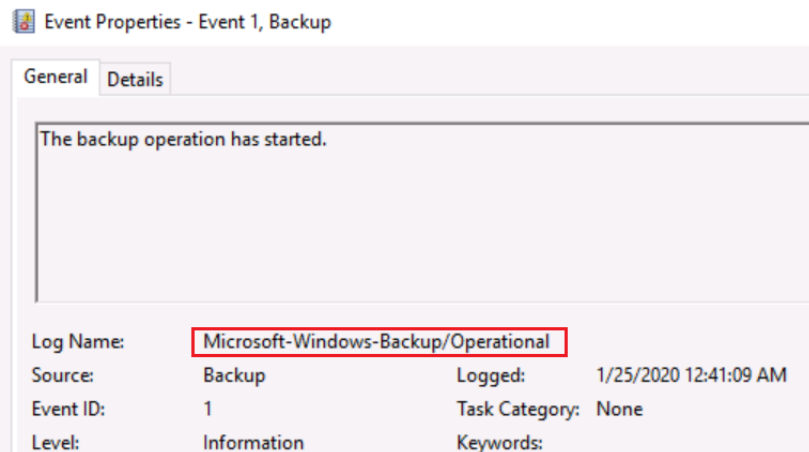 Event Properties - Event 1, Backup
General Details
The backup operation has started.
Log Name: Microsoft-Windows-Backup/Operational
Source: Backup Logged: 1/25/2020 12:41:09 AM
Event ID: 1 Task Category: None
Level: Information Keywords: